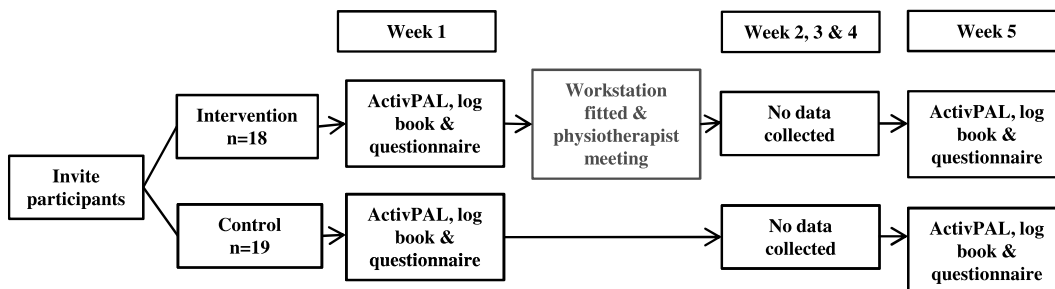 Week 1
Week 2, 3 & 4
Week 5
Invite
participants
Intervention
n=18
ActivPAL, log
book &
questionnaire
Workstation
fitted &
physiotherapist
meeting
No data
collected
ActivPAL, log
book &
questionnaire
Control
n=19
ActivPAL, log
book &
questionnaire
No data
collected
ActivPAL, log
book &
questionnaire